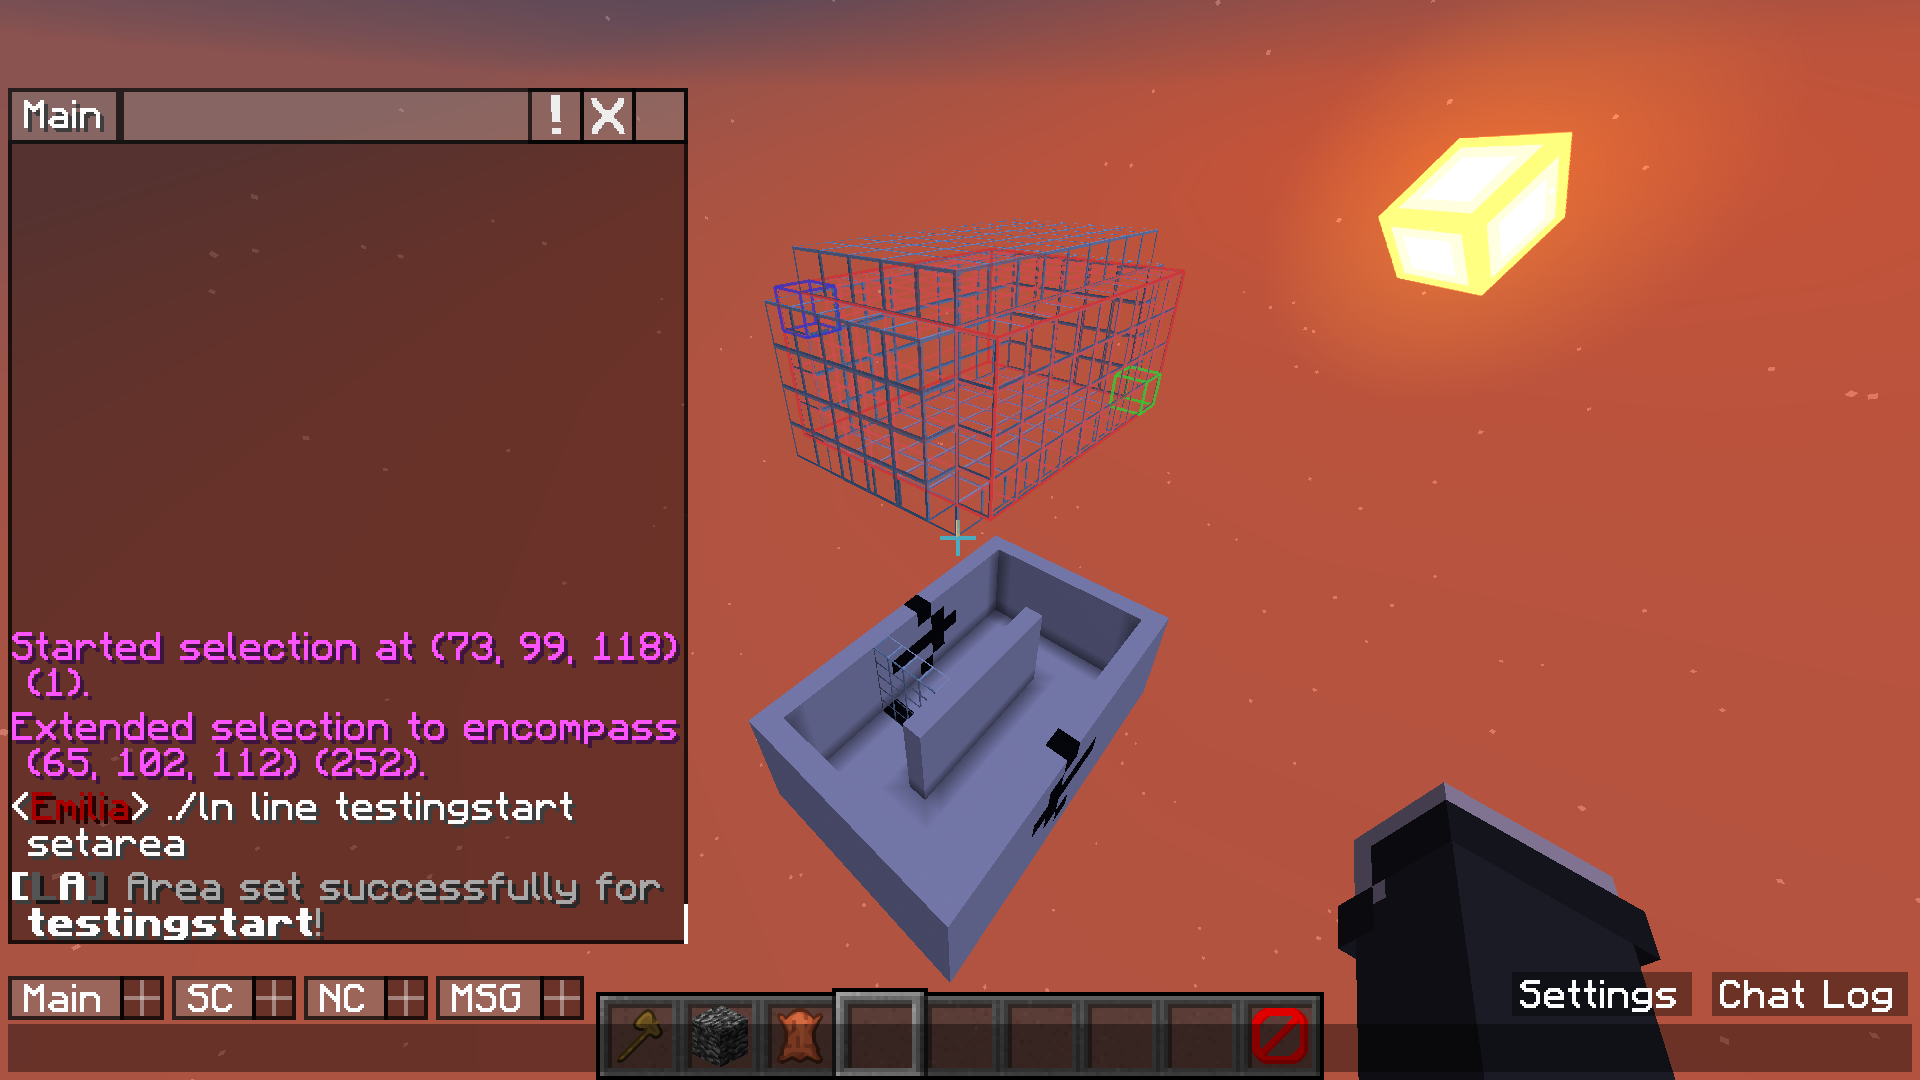 Main ! X
Started selection at (73, 99, 118)
(1).
Extended selection to encompass
(65, 102, 112) (252).
<Emilia> ./ln line testingstart
setarea
[LA] Area set successfully for
testingstart!
Main + SC + NC + MSG +
Settings Chat Log